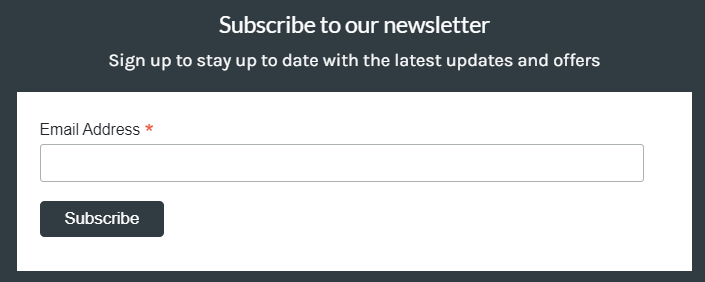 Subscribe to our newsletter
Sign up to stay up to date with the latest updates and offers
Email Address *
Subscribe